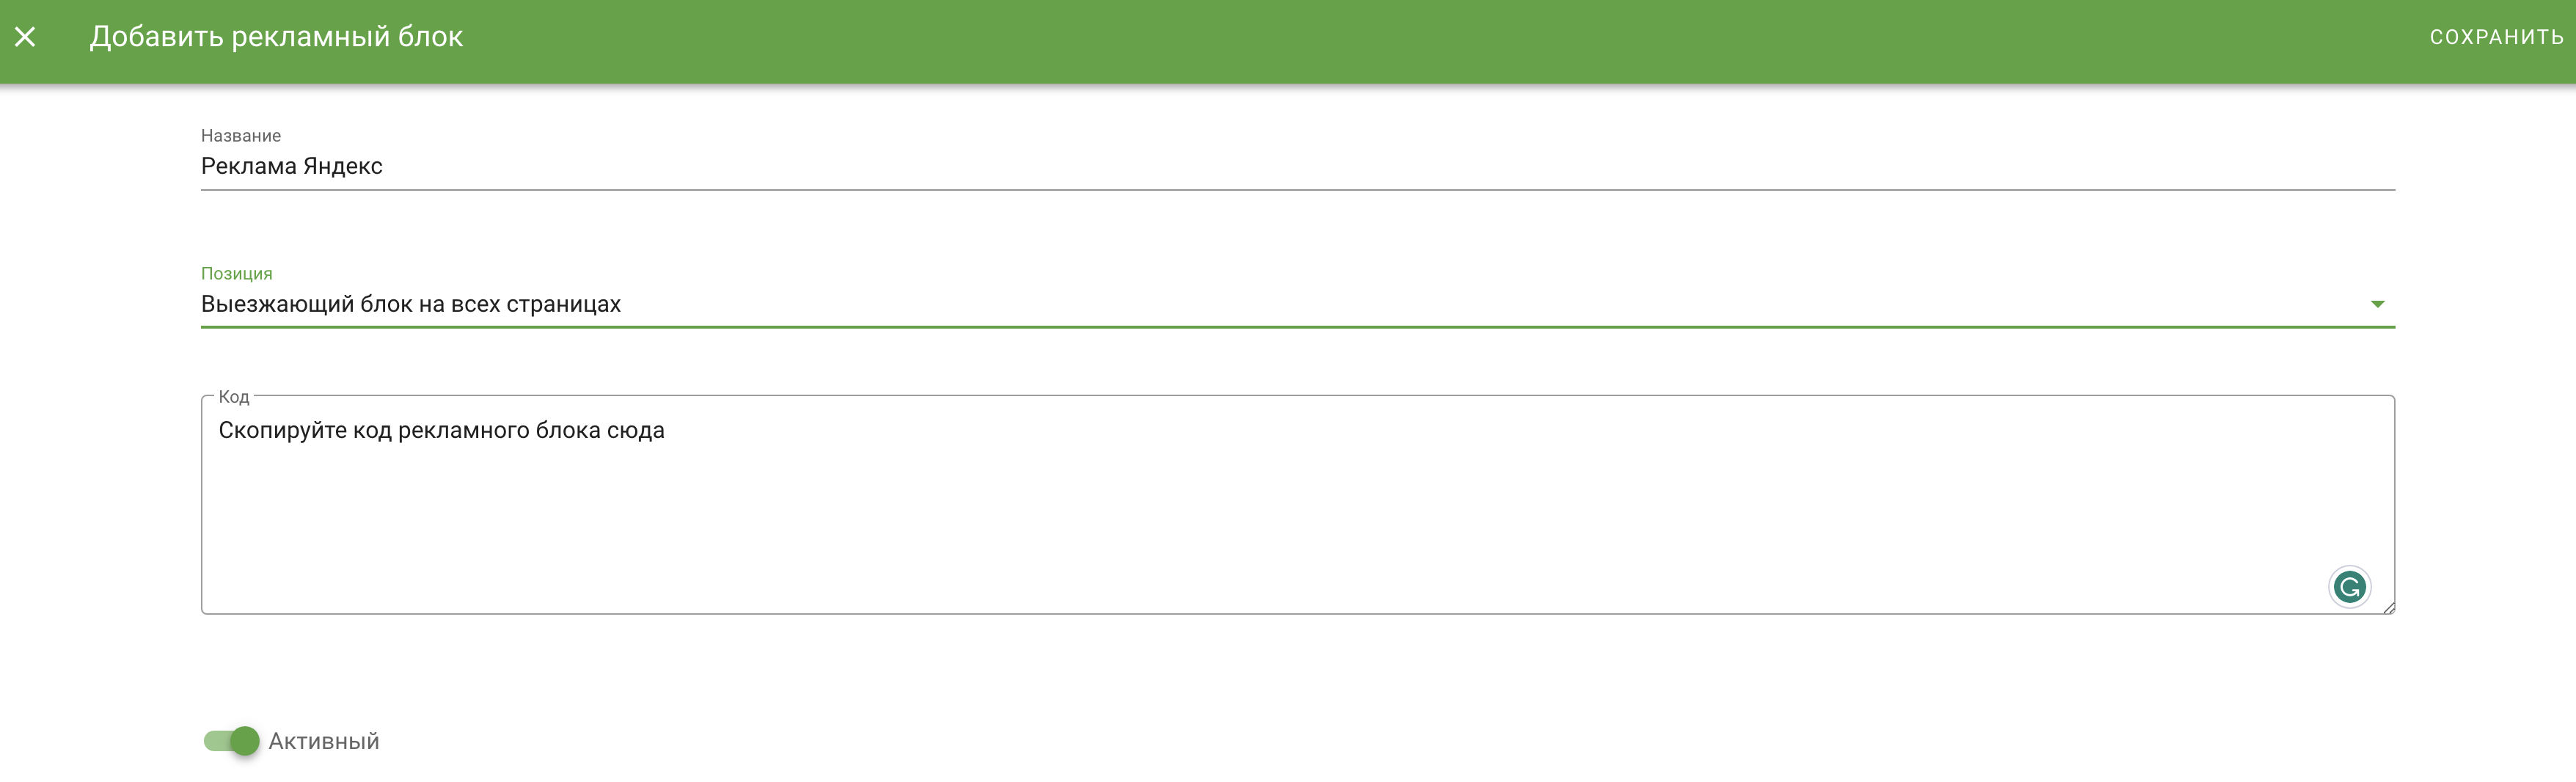 Добавить рекламный блок
СОХРАНИТЬ
Название
Реклама Яндекс
Позиция
Выезжающий блок на всех страницах
Код
Скопируйте код рекламного блока сюда
Активный